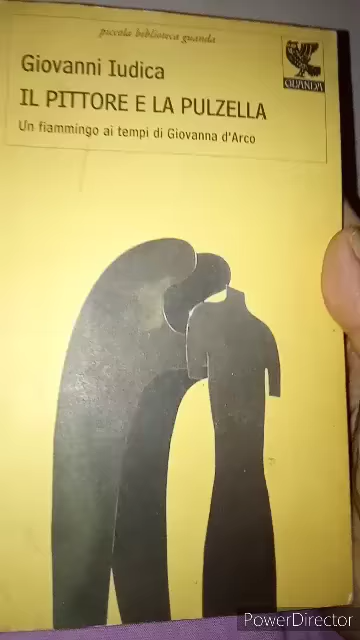 piccola biblioteca guanda
Giovanni Iudica
IL PITTORE E LA PULZELLA
Un fiammingo ai tempi di Giovanna d'Arco
GUANDA
PowerDirector